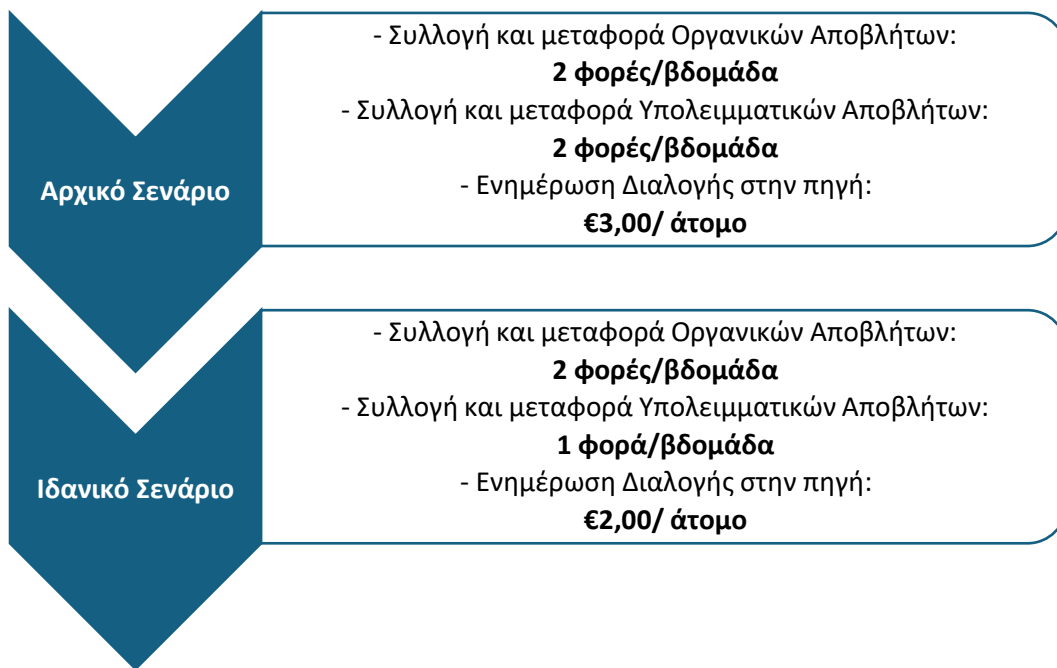 Αρχικό Σενάριο
- Συλλογή και μεταφορά Οργανικών Αποβλήτων:
2 φορές/βδομάδα
- Συλλογή και μεταφορά Υπολειμματικών Αποβλήτων:
2 φορές/βδομάδα
- Ενημέρωση Διαλογής στην πηγή:
€3,00/ άτομο
Ιδανικό Σενάριο
- Συλλογή και μεταφορά Οργανικών Αποβλήτων:
2 φορές/βδομάδα
- Συλλογή και μεταφορά Υπολειμματικών Αποβλήτων:
1 φορά/βδομάδα
- Ενημέρωση Διαλογής στην πηγή:
€2,00/ άτομο